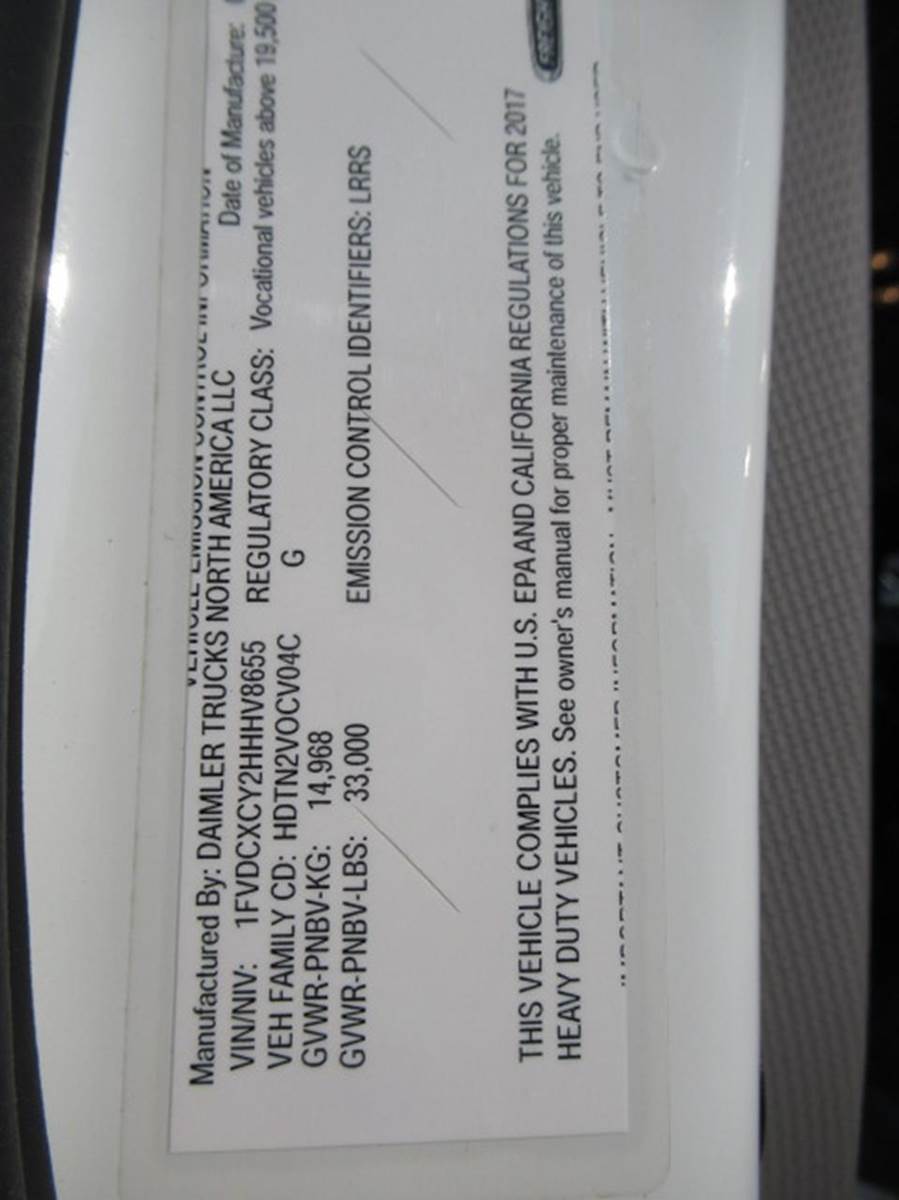 Manufactured By: DAIMLER TRUCKS NORTH AMERICA LLC Date of Manufacture:
VIN/NIV: 1FVDCXCY2HHHV8655 REGULATORY CLASS: Vocational vehicles above 19,500
VEH FAMILY CD: HDTN2VOCV04C G
GVWR-PNBV-KG: 14,968
GVWR-PNBV-LBS: 33,000 EMISSION CONTROL IDENTIFIERS: LRRS
THIS VEHICLE COMPLIES WITH U.S. EPA AND CALIFORNIA REGULATIONS FOR 2017
HEAVY DUTY VEHICLES. See owner's manual for proper maintenance of this vehicle.